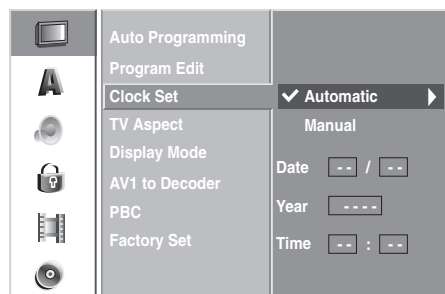 Auto Programming
Program Edit
Clock Set
TV Aspect
Display Mode
AV1 to Decoder
PBC
Factory Set
✔ Automatic
Manual
Date -- / --
Year ----
Time -- : --
A